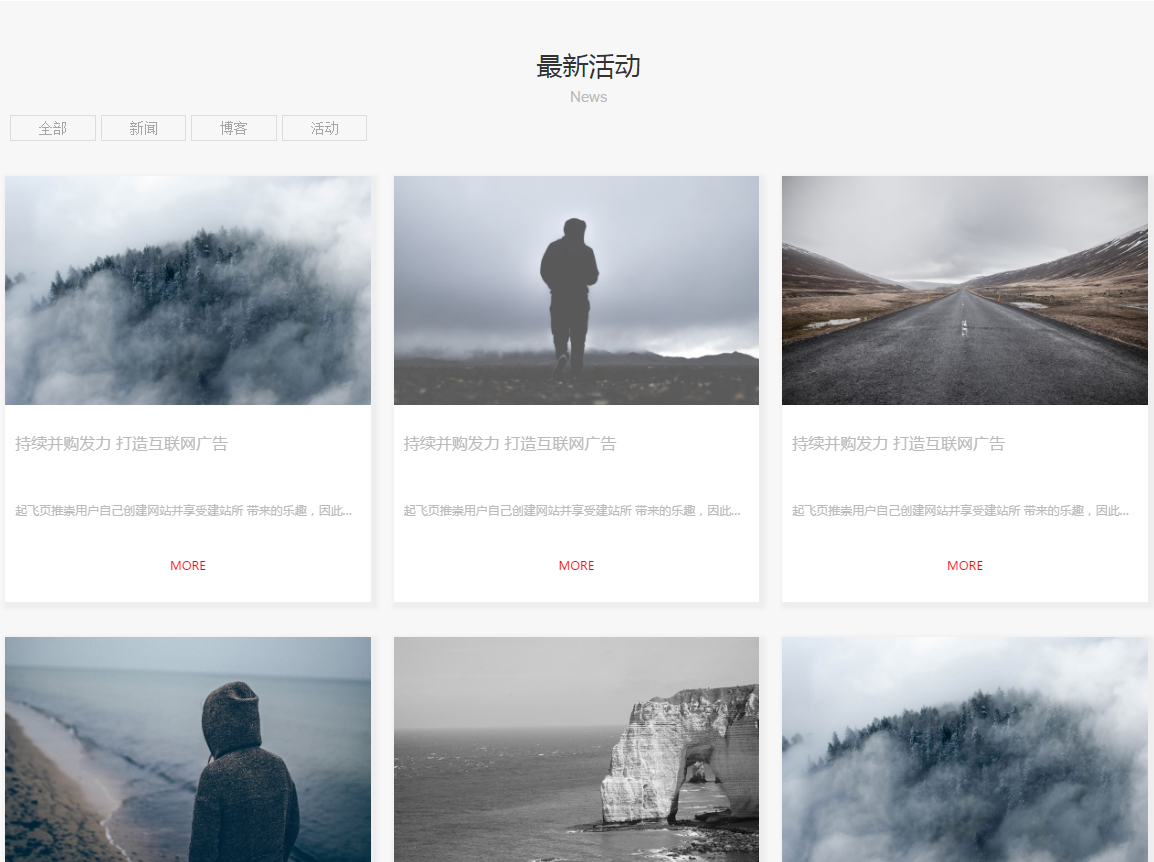 最新活动
News
全部 新闻 博客 活动
持续并购发力 打造互联网广告
持续并购发力 打造互联网广告
持续并购发力 打造互联网广告
起飞页推崇用户自己创建网站并享受建站所 带来的乐趣，因此...
起飞页推崇用户自己创建网站并享受建站所 带来的乐趣，因此...
起飞页推崇用户自己创建网站并享受建站所 带来的乐趣，因此...
MORE
MORE
MORE